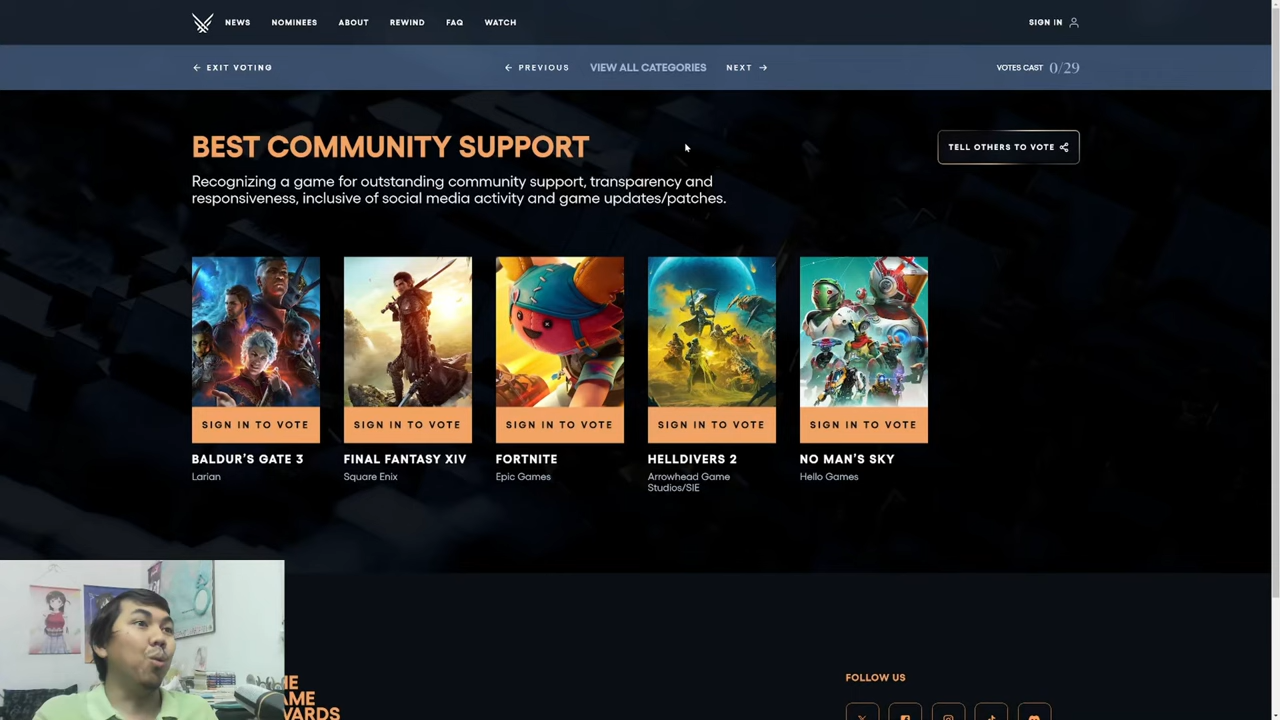 NEWS
NOMINEES
ABOUT
REWIND
FAQ
WATCH
SIGN IN
EXIT VOTING
PREVIOUS
VIEW ALL CATEGORIES
NEXT
VOTES CAST 0/29
BEST COMMUNITY SUPPORT
TELL OTHERS TO VOTE
Recognizing a game for outstanding community support, transparency and
responsiveness, inclusive of social media activity and game updates/patches.
SIGN IN TO VOTE
SIGN IN TO VOTE
SIGN IN TO VOTE
SIGN IN TO VOTE
SIGN IN TO VOTE
BALDUR'S GATE 3
Larian
FINAL FANTASY XIV
Square Enix
FORTNITE
Epic Games
HELLDIVERS 2
Arrowhead Game
Studios/SIE
NO MAN'S SKY
Hello Games
FOLLOW US